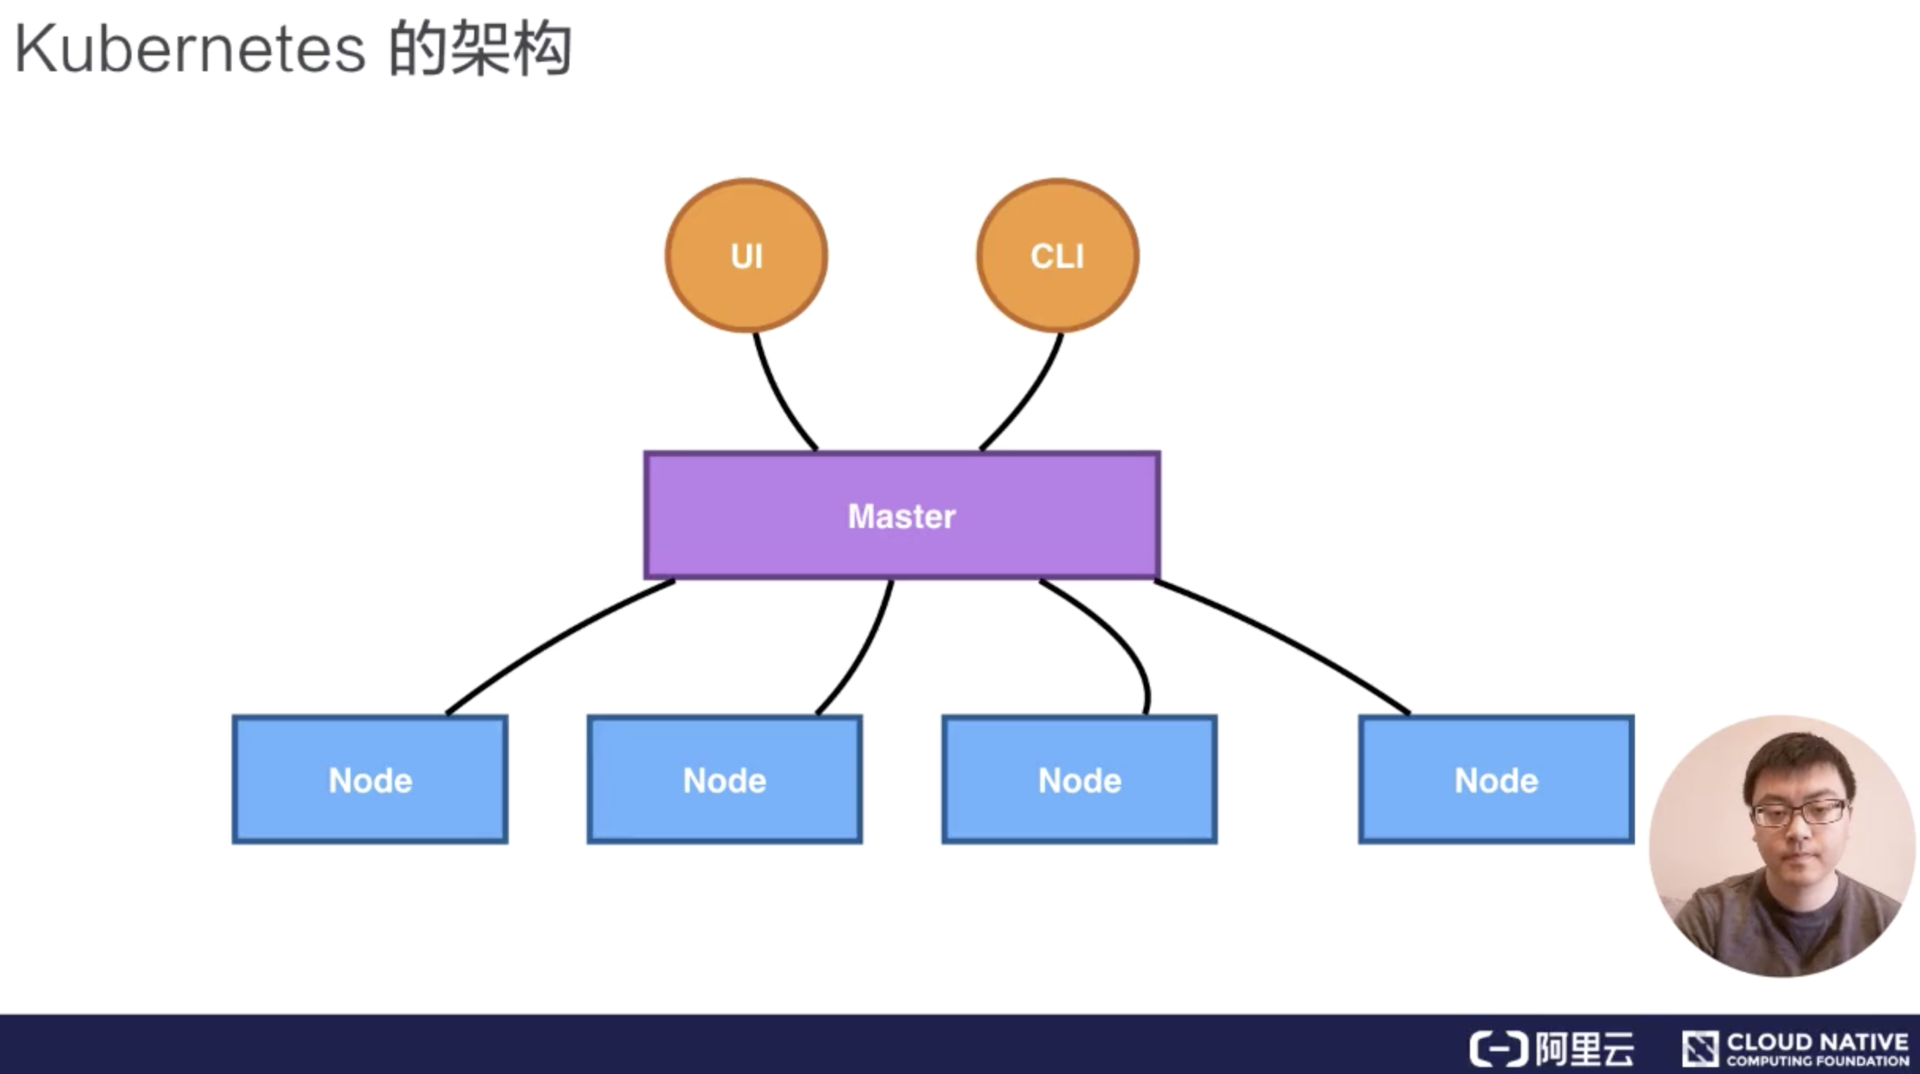 Kubernetes 的架构
UI
CLI
Master
Node
Node
Node
Node
阿里云
CLOUD NATIVE
COMPUTING FOUNDATION